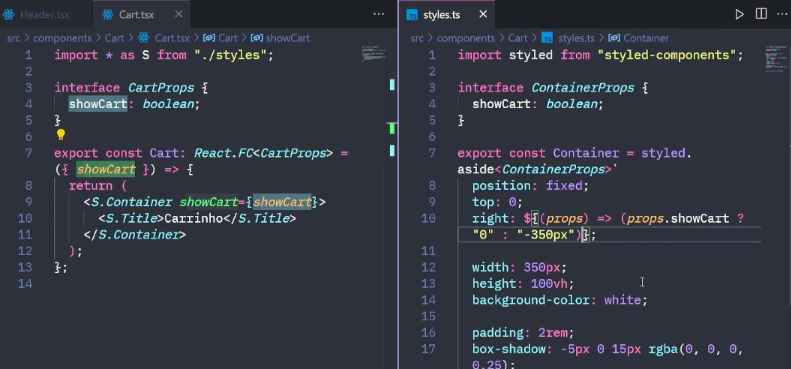 Header.tsx
Cart.tsx
src > components > Cart > Cart.tsx > Cart > showCart
1 import * as S from "./styles";
2
3 interface CartProps {
4 showCart: boolean;
5 }
6
7 export const Cart: React.FC<CartProps> =
({ showCart }) => {
8 return (
9 <S.Container showCart={showCart}>
10 <S.Title>Carrinho</S.Title>
11 </S.Container>
12 );
13 };
14
styles.ts
src > components > Cart > styles.ts > Container
1 import styled from "styled-components";
2
3 interface ContainerProps {
4 showCart: boolean;
5 }
6
7 export const Container = styled.
aside<ContainerProps>`
8 position: fixed;
9 top: 0;
10 right: ${(props) => (props.showCart ?
"0" : "-350px")};
11
12 width: 350px;
13 height: 100vh;
14 background-color: white;
15
16 padding: 2rem;
17 box-shadow: -5px 0 15px rgba(0, 0, 0,
0.25);